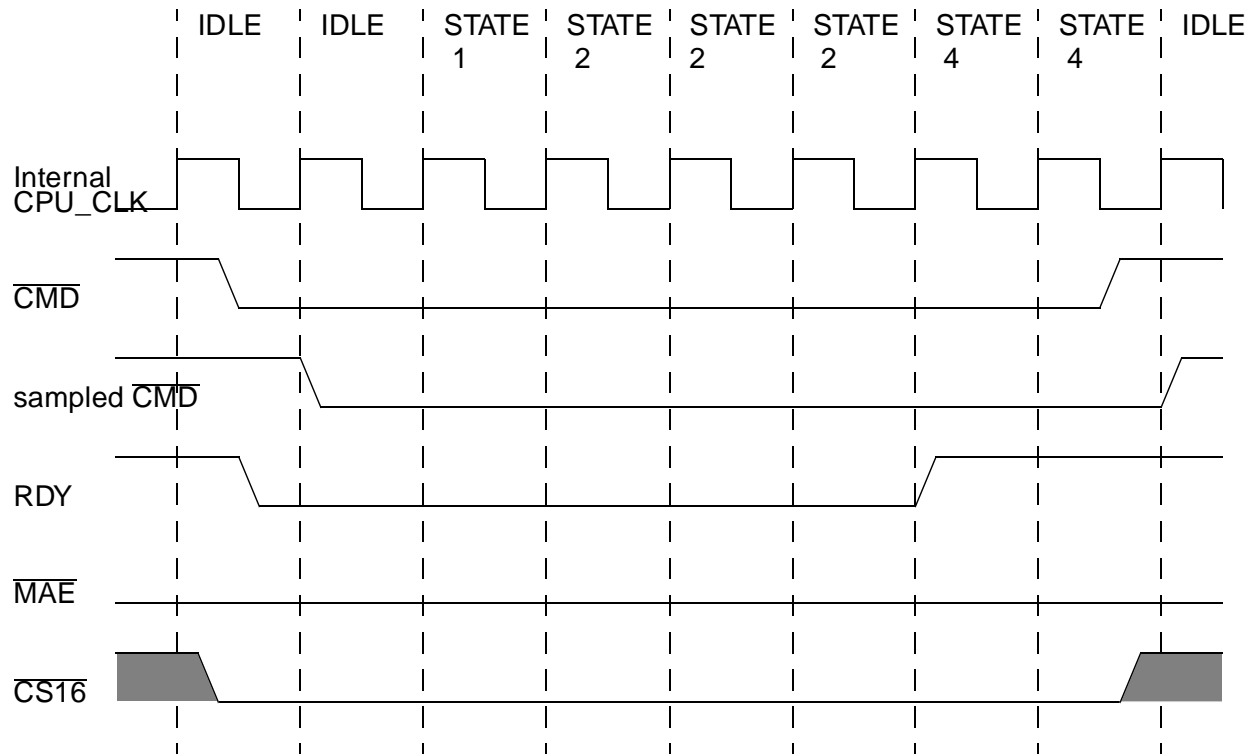 IDLE IDLE STATE STATE STATE STATE STATE STATE IDLE
1 2 2 2 4 4
Internal
CPU_CLK
CMD
sampled CMD
RDY
MAE
CS16